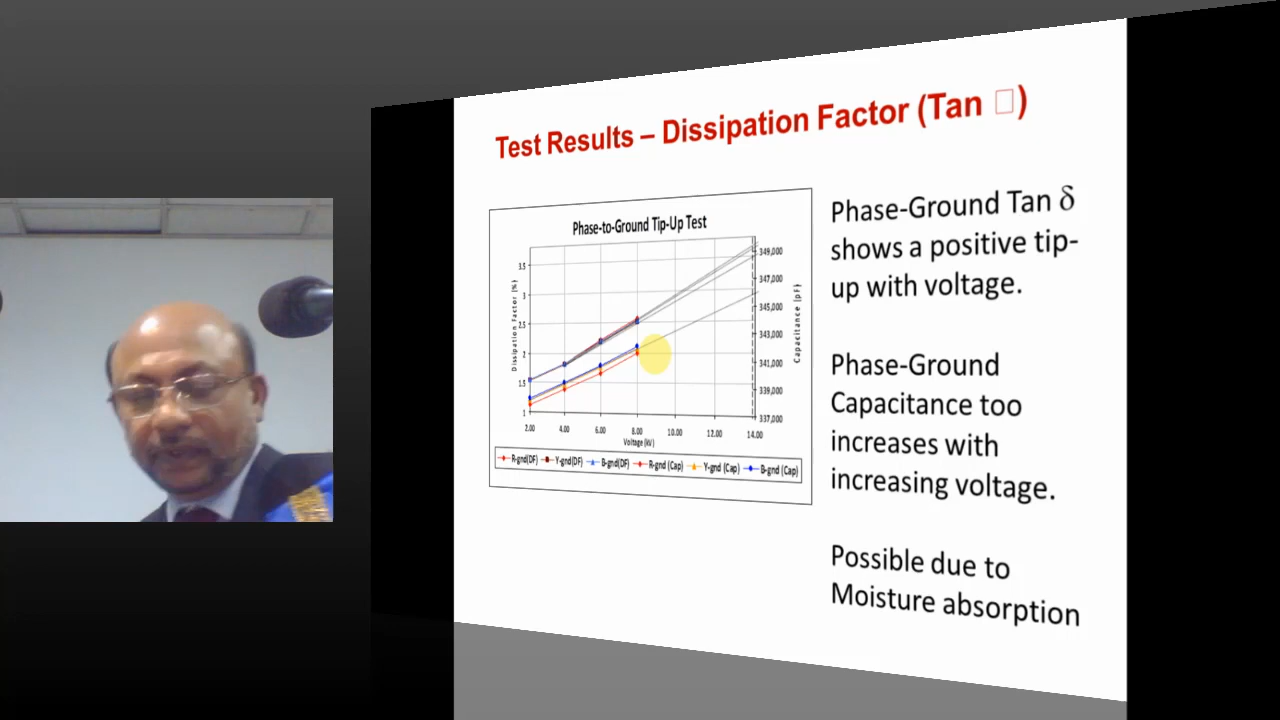 Test Results – Dissipation Factor (Tan □)
Phase-to-Ground Tip-Up Test
Dissipation Factor (%)
3.5
3
2.5
2
1.5
1
349,000
347,000
345,000
343,000
341,000
339,000
337,000
Capacitance (pF)
2.00 4.00 6.00 8.00 10.00 12.00 14.00
Voltage (kV)
R-gnd(DF) Y-gnd(DF) B-gnd(DF) R-gnd (Cap) Y-gnd (Cap) B-gnd (Cap)
Phase-Ground Tan δ
shows a positive tip-
up with voltage.
Phase-Ground
Capacitance too
increases with
increasing voltage.
Possible due to
Moisture absorption